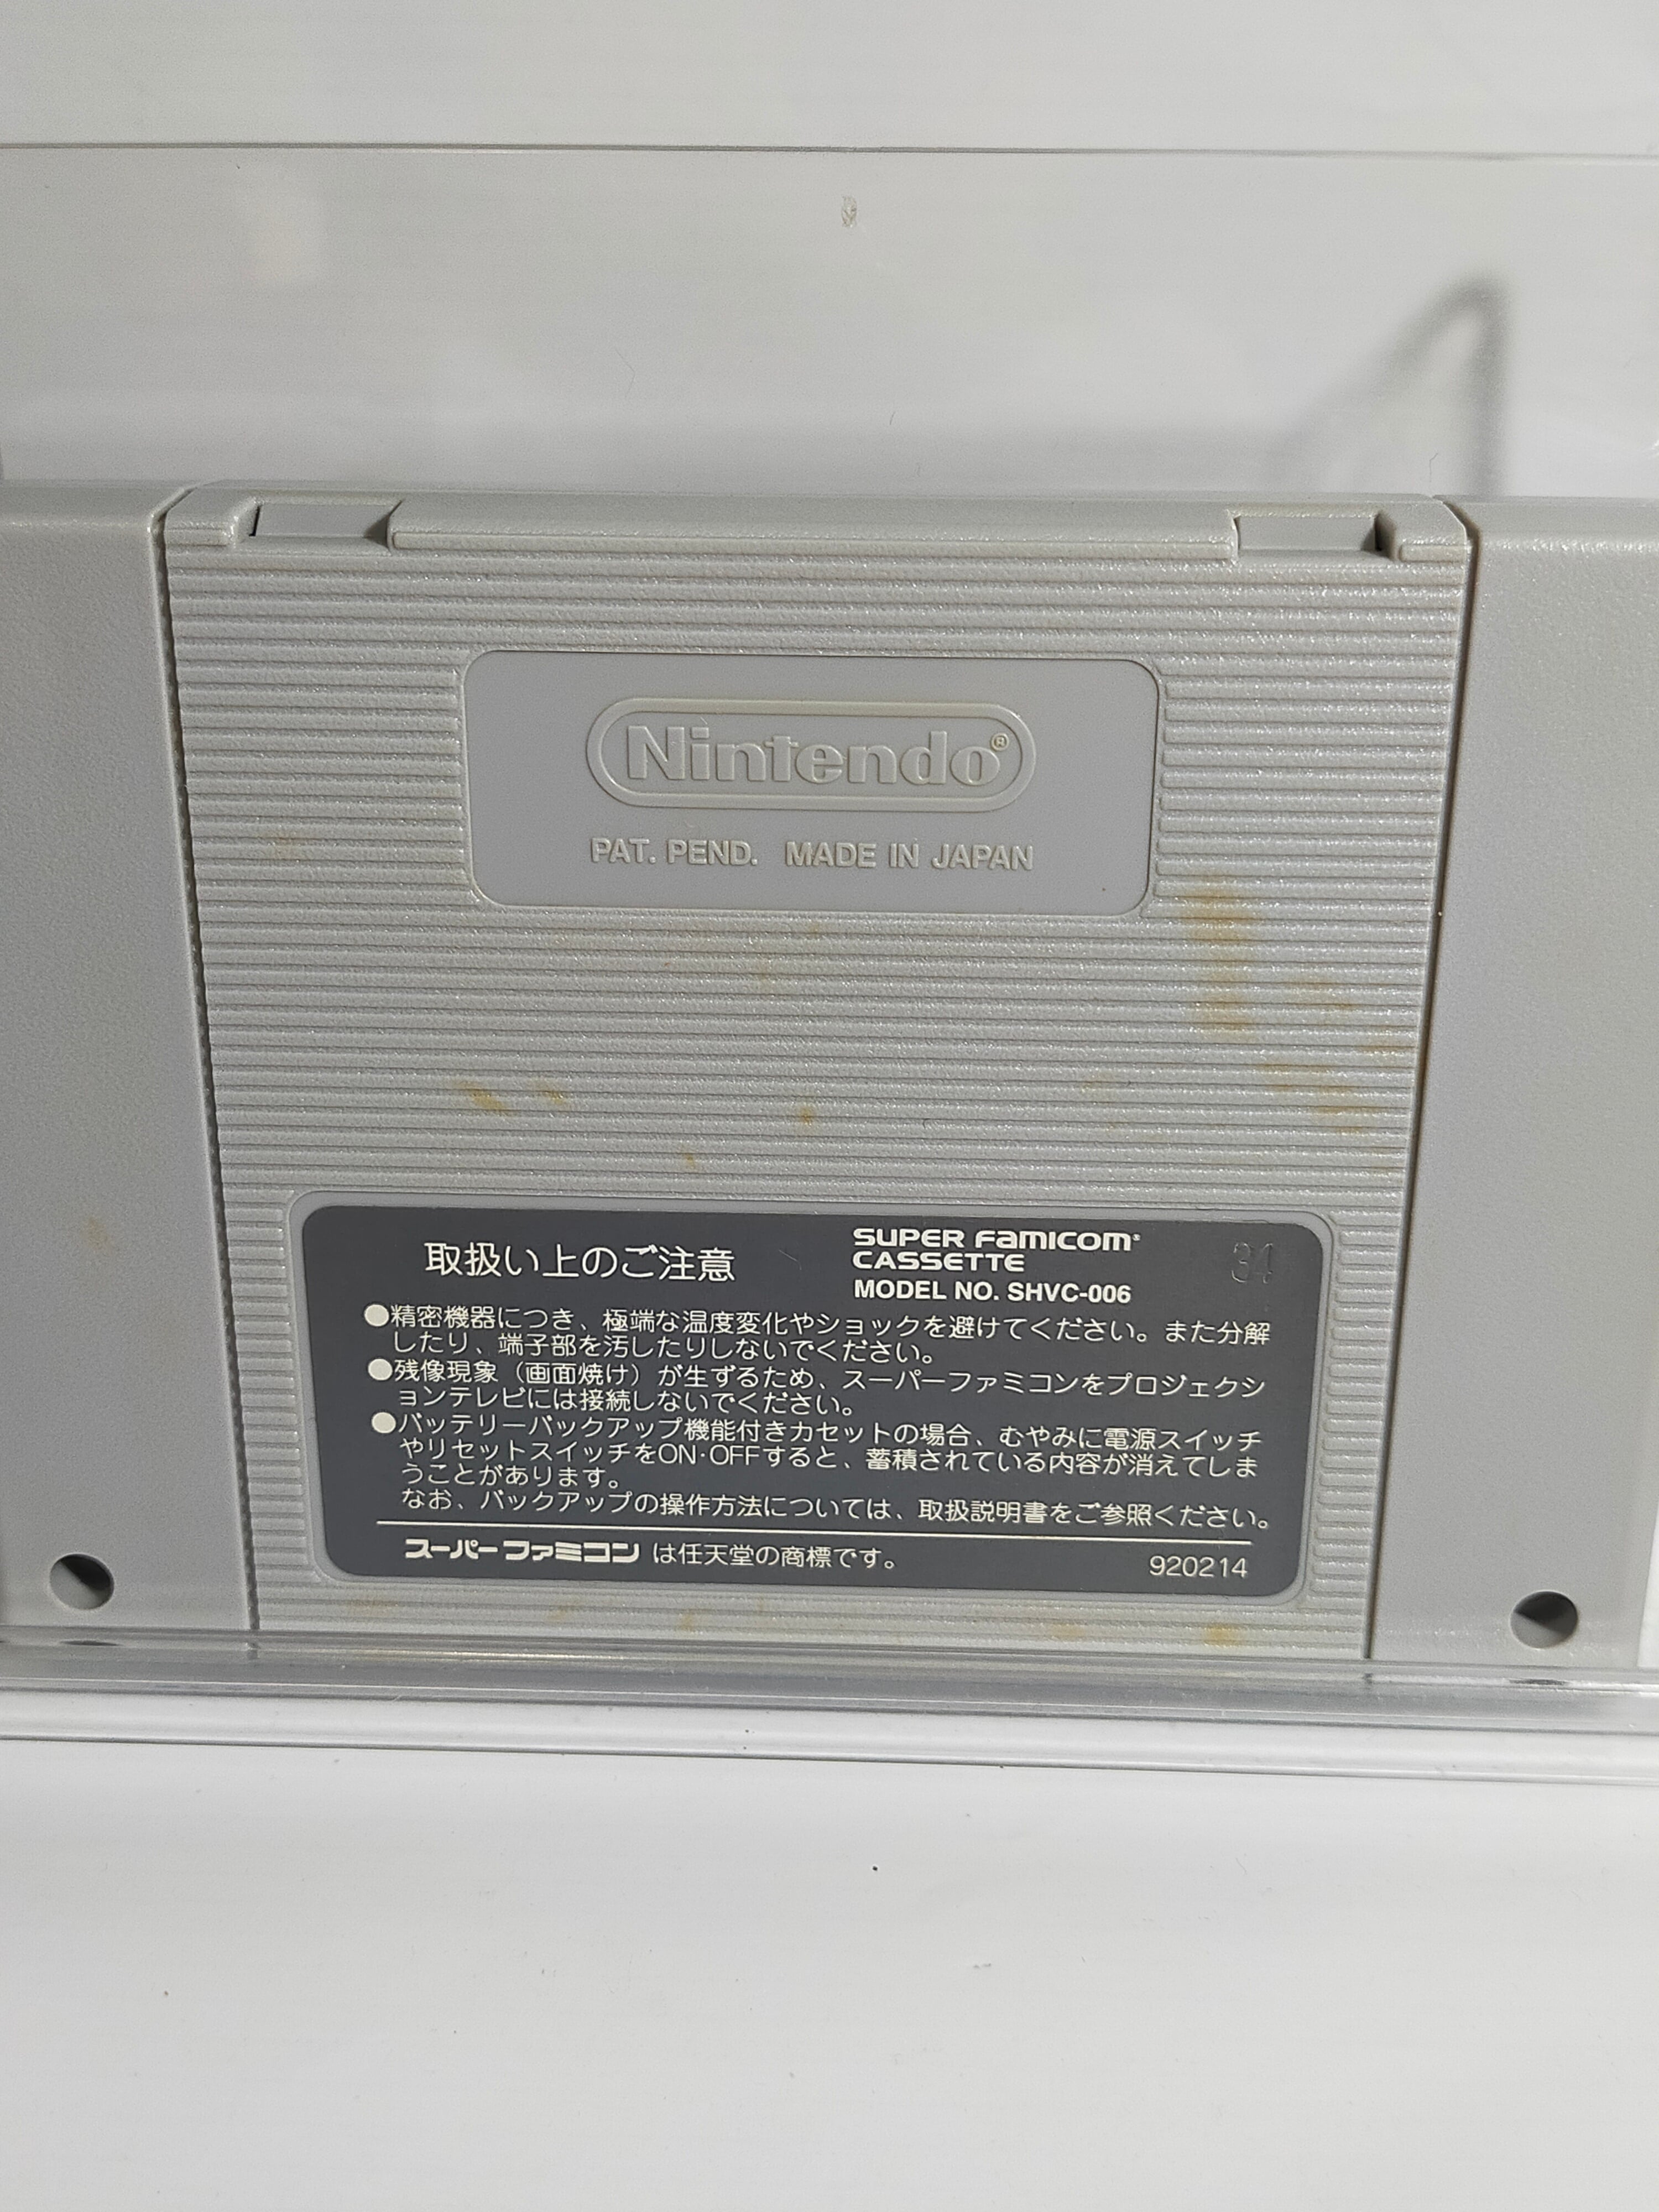 Nintendo®
PAT. PEND. MADE IN JAPAN
取扱い上のご注意
SUPER FAMICOM®
CASSETTE
MODEL NO. SHVC-006
34
●精密機器につき、極端な温度変化やショックを避けてください。また分解
したり、端子部を汚したりしないでください。
●残像現象（画面焼け）が生ずるため、スーパーファミコンをプロジェクシ
ョンテレビには接続しないでください。
●バッテリーバックアップ機能付きカセットの場合、むやみに電源スイッチ
やリセットスイッチをON･OFFすると、蓄積されている内容が消えてしま
うことがあります。
なお、バックアップの操作方法については、取扱説明書をご参照ください。
スーパーファミコン は任天堂の商標です。
920214